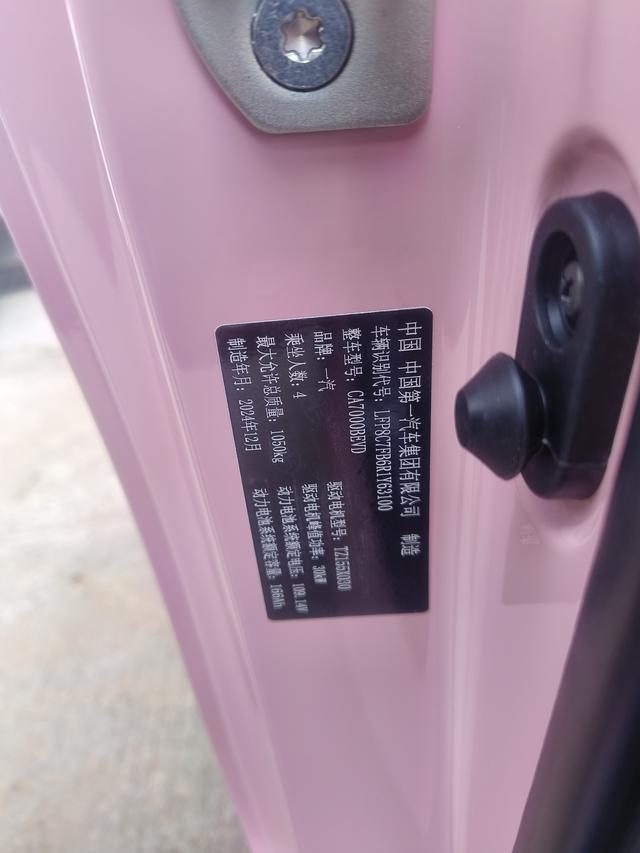 中国 中国第一汽车集团有限公司 制造
车辆识别代号：LFP8C7FB6R1Y63100
整车型号：CA7000BEVD
品牌：一汽 驱动电机型号：TZ155X030
乘坐人数：4 驱动电机峰值功率：30kW
最大允许总质量：1050kg 动力电池系统额定电压：109.14V
制造年月：2024年12月 动力电池系统额定容量：166Ah